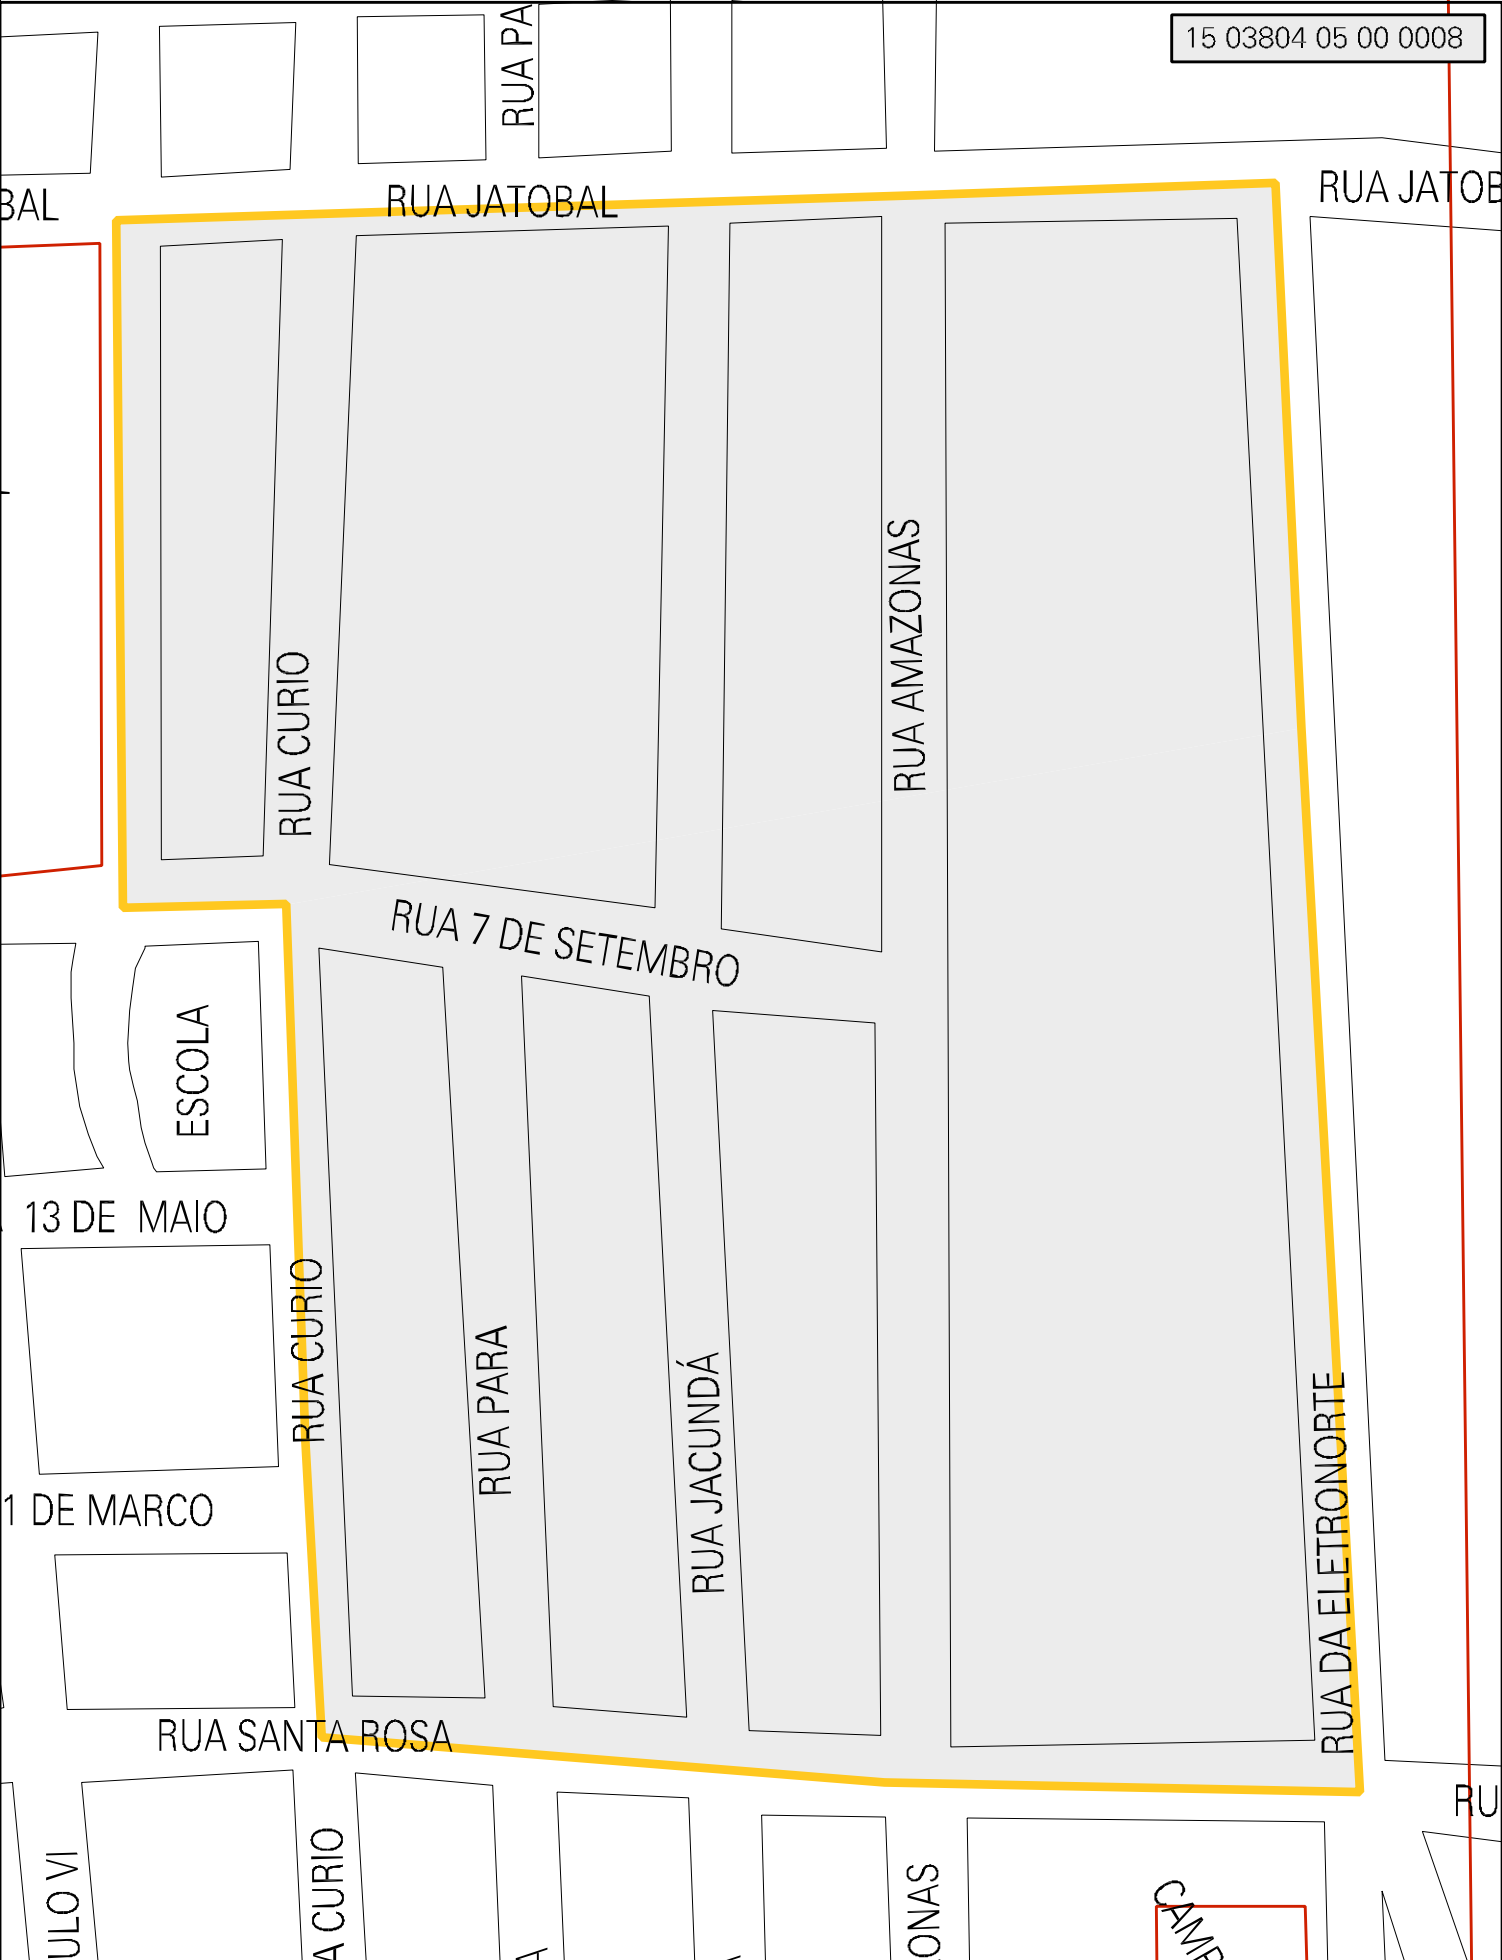 15 03804 05 00 0008
RUA PA
BAL
RUA JATOBAL
RUA JATOB
RUA AMAZONAS
RUA CURIO
RUA 7 DE SETEMBRO
ESCOLA
13 DE MAIO
RUA CURIO
RUA PARA
RUA JACUNDÁ
RUA DA ELETRONORTE
1 DE MARCO
RUA SANTA ROSA
RU
ULO VI
A CURIO
ONAS
CAMP